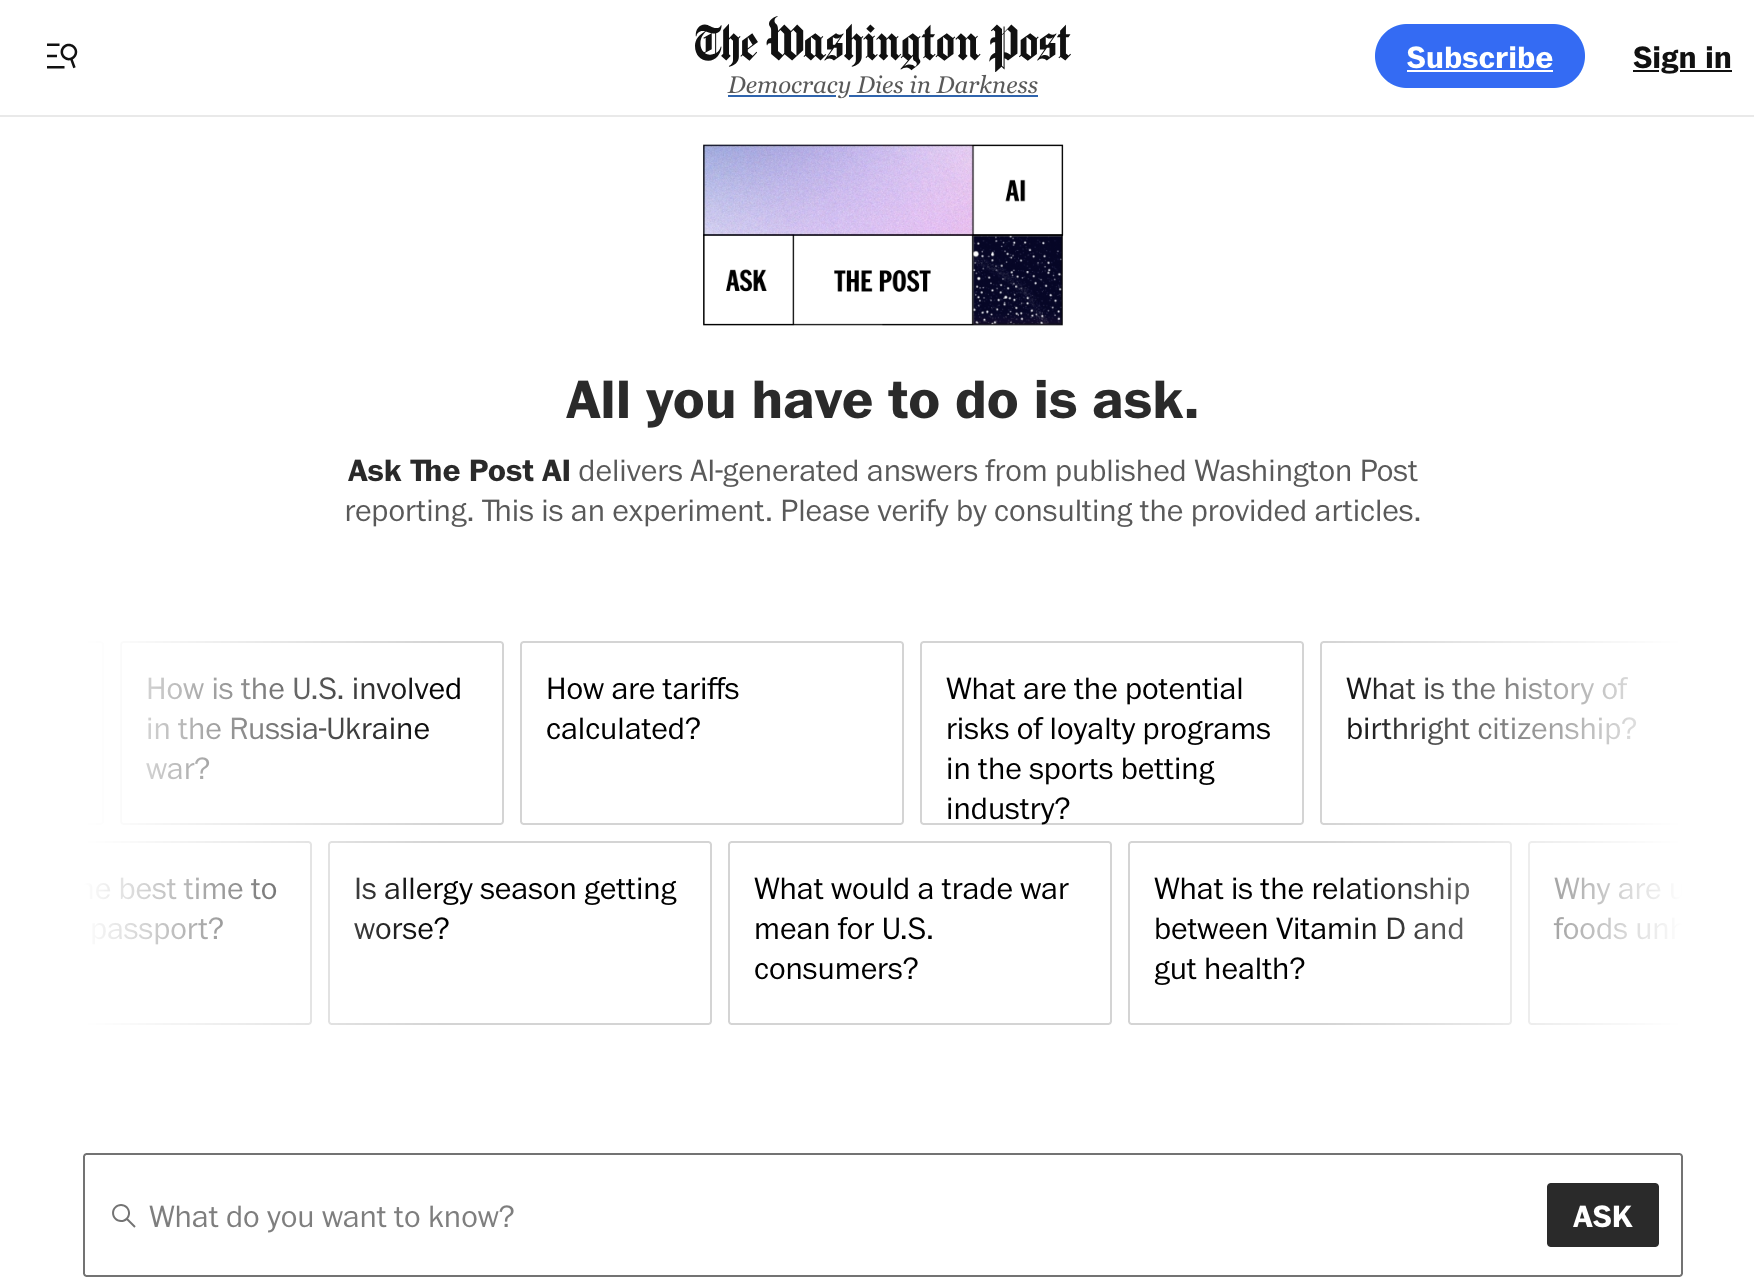 The Washington Post
Democracy Dies in Darkness
Subscribe
Sign in
AI
ASK
THE POST
All you have to do is ask.
Ask The Post AI delivers AI-generated answers from published Washington Post
reporting. This is an experiment. Please verify by consulting the provided articles.
How is the U.S. involved
in the Russia-Ukraine
war?
How are tariffs
calculated?
What are the potential
risks of loyalty programs
in the sports betting
industry?
What is the history of
birthright citizenship?
best time to
passport?
Is allergy season getting
worse?
What would a trade war
mean for U.S.
consumers?
What is the relationship
between Vitamin D and
gut health?
Why are
foods
What do you want to know?
ASK